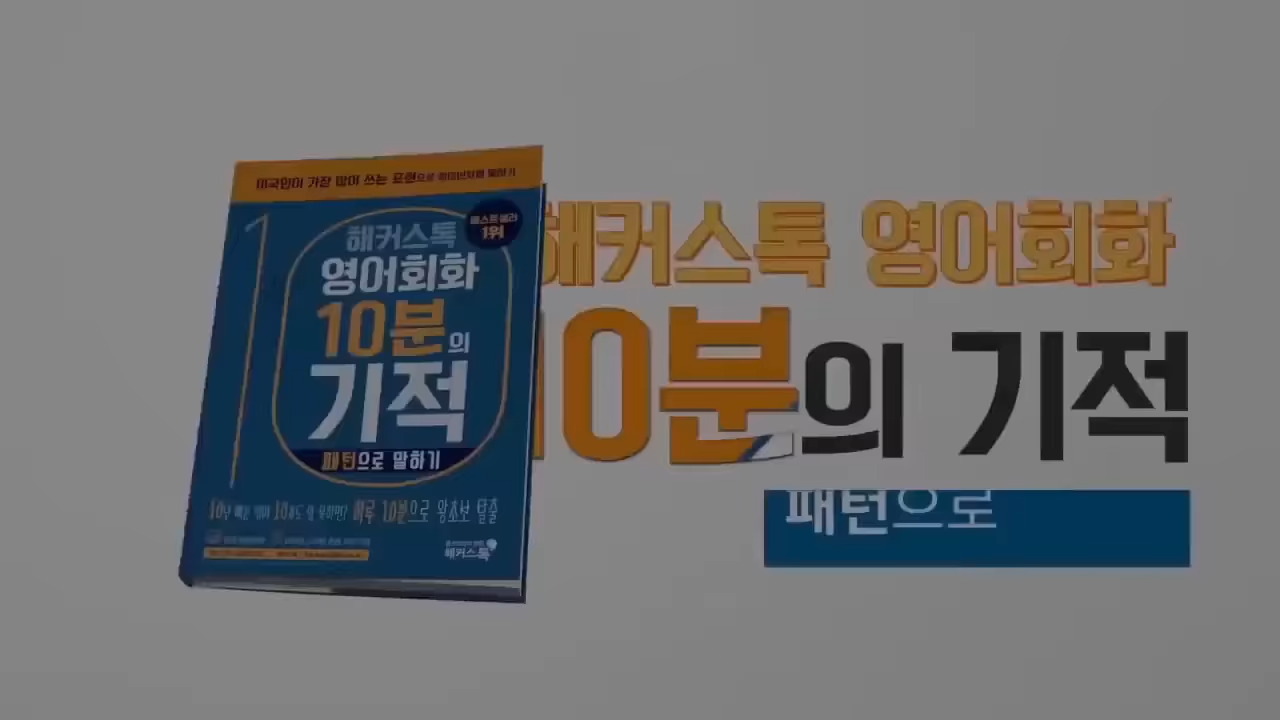 미국인이 가장 많이 쓰는 표현으로
베스트셀러
1위
10
해커스톡
영어회화
10분의
기적
패턴으로 말하기
하루 10분으로 왕초보 탈출
해커스톡
해커스톡 영어회화
10분의 기적
패턴으로